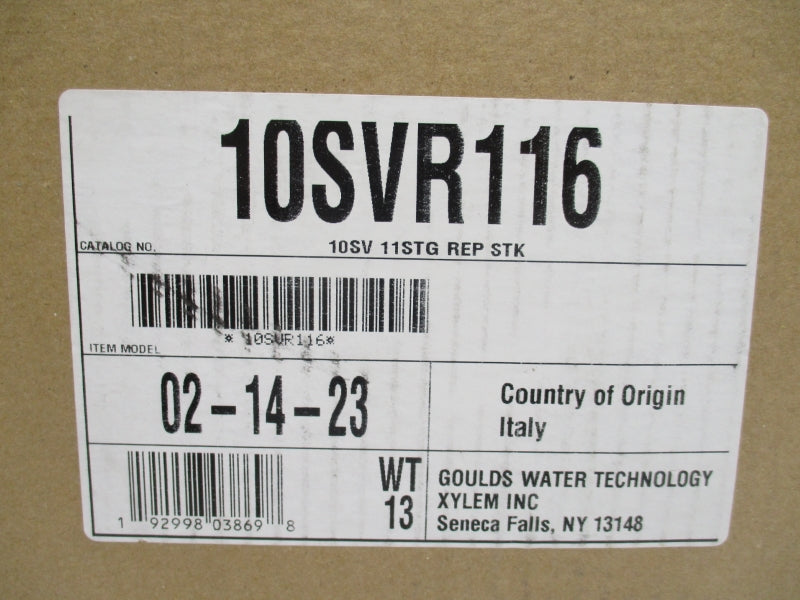 10SVR116
CATALOG NO. 10SV 11STG REP STK
* 10SVR116*
ITEM MODEL
02-14-23
Country of Origin
Italy
1 92998 03869 8
WT
13
GOULDS WATER TECHNOLOGY
XYLEM INC
Seneca Falls, NY 13148